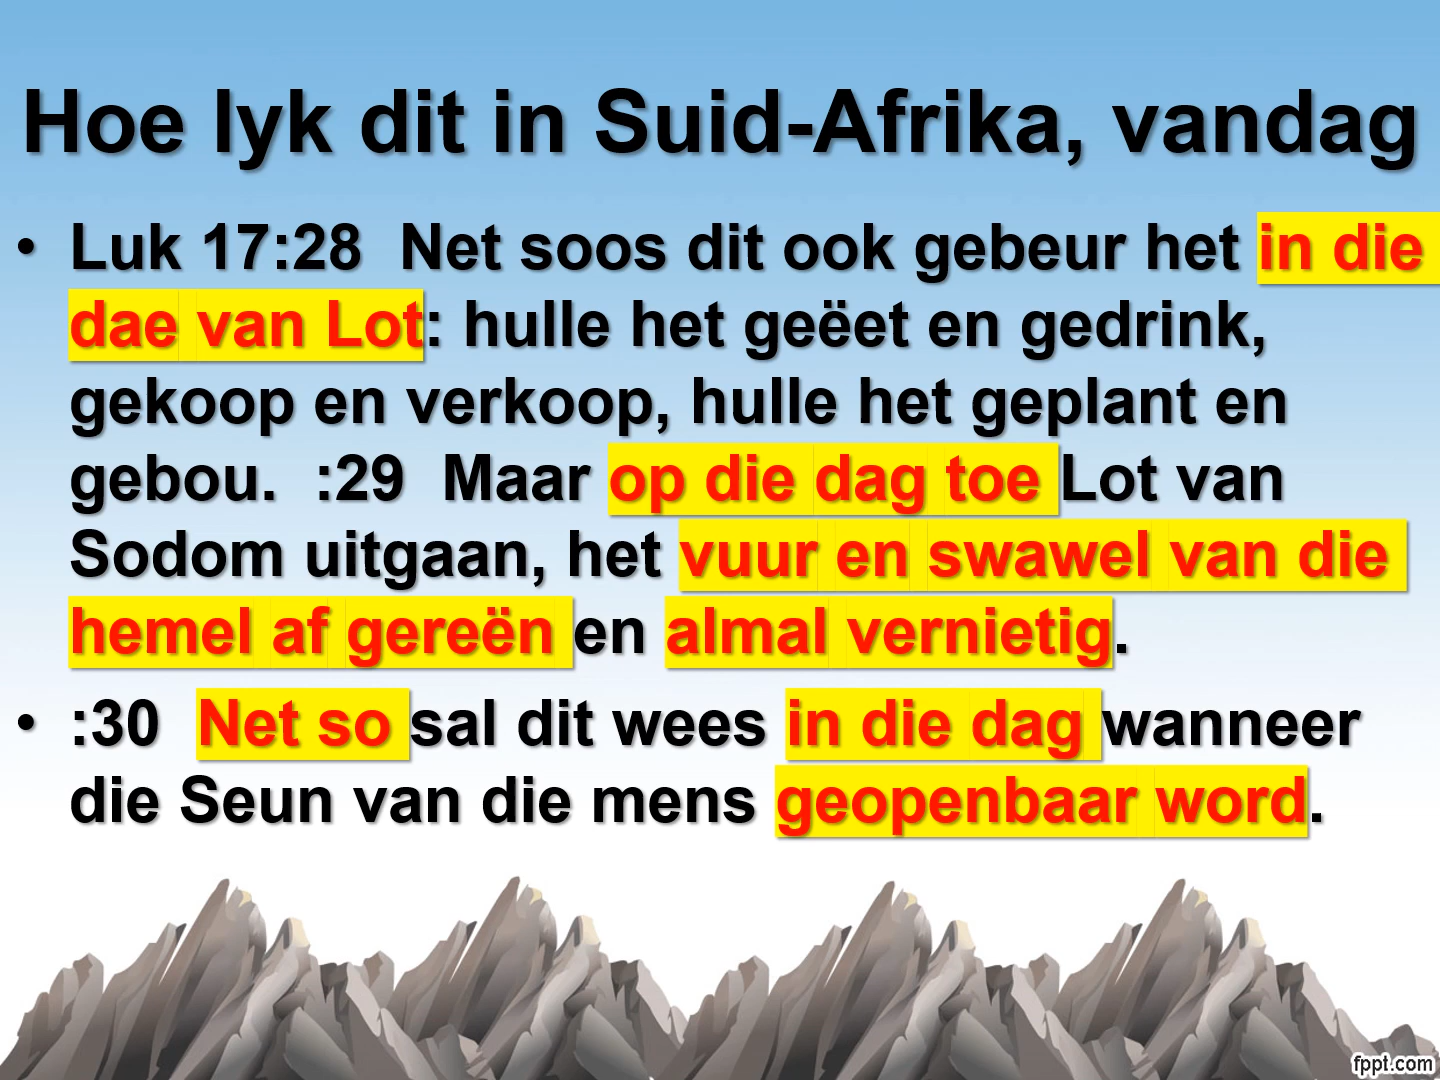 Hoe lyk dit in Suid-Afrika, vandag
• Luk 17:28  Net soos dit ook gebeur het in die
dae van Lot: hulle het geëet en gedrink,
gekoop en verkoop, hulle het geplant en
gebou.  :29  Maar op die dag toe Lot van
Sodom uitgaan, het vuur en swawel van die
hemel af gereën en almal vernietig.
• :30  Net so sal dit wees in die dag wanneer
die Seun van die mens geopenbaar word.
fppt.com